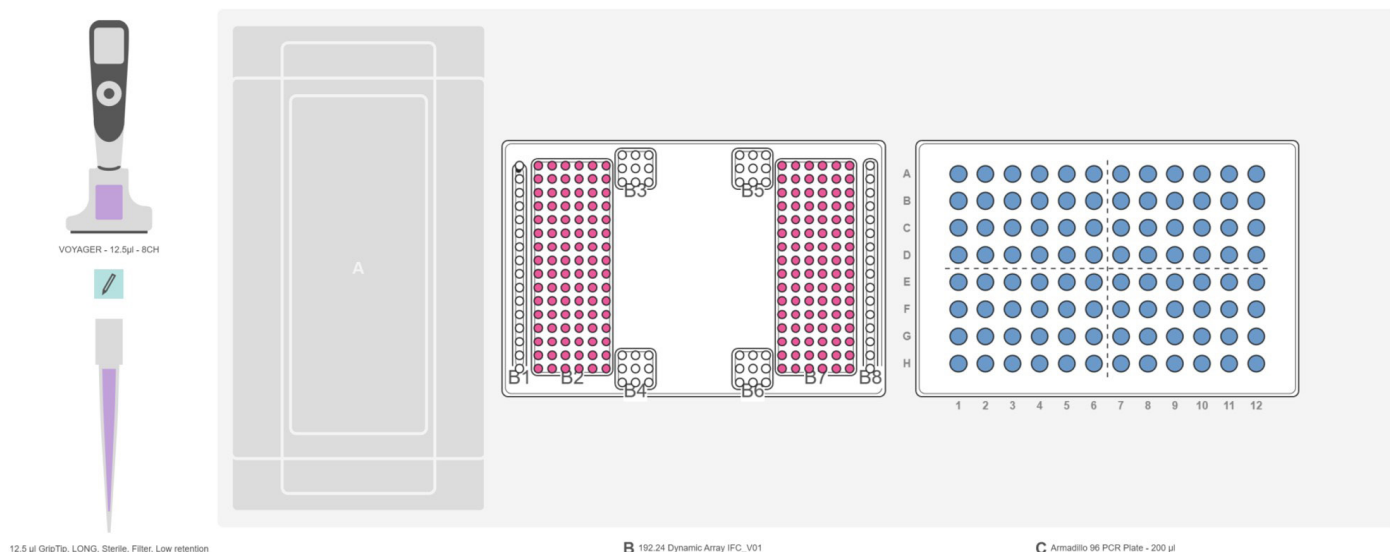 VOYAGER - 12.5µl - 8CH
12.5 µl GripTip, LONG, Sterile, Filter, Low retention
A
B1
B2
B3
B4
B5
B6
B7
B8
B 192.24 Dynamic Array IFC_V01
A
B
C
D
E
F
G
H
1 2 3 4 5 6 7 8 9 10 11 12
C Armadillo 96 PCR Plate - 200 µl